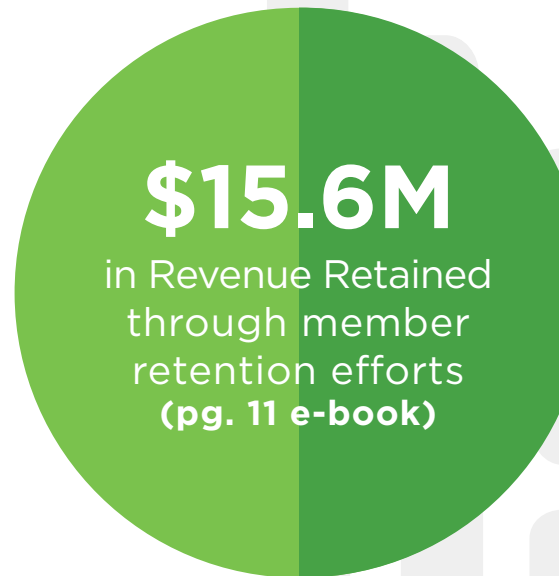 $15.6M
in Revenue Retained
through member
retention efforts
(pg. 11 e-book)